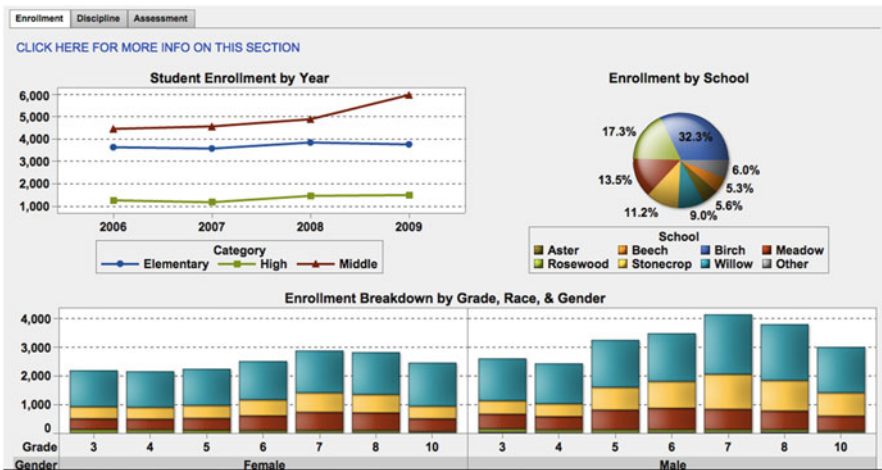 Enrollment Discipline Assessment
CLICK HERE FOR MORE INFO ON THIS SECTION
Student Enrollment by Year
6,000
5,000
4,000
3,000
2,000
1,000
2006 2007 2008 2009
Category
Elementary High Middle
Enrollment by School
32.3%
17.3%
13.5%
11.2%
9.0%
5.6%
5.3%
6.0%
School
Aster Beech Birch Meadow
Rosewood Stonecrop Willow Other
Enrollment Breakdown by Grade, Race, & Gender
4,000
3,000
2,000
1,000
0
Grade 3 4 5 6 7 8 10 3 4 5 6 7 8 10
Gender Female Male